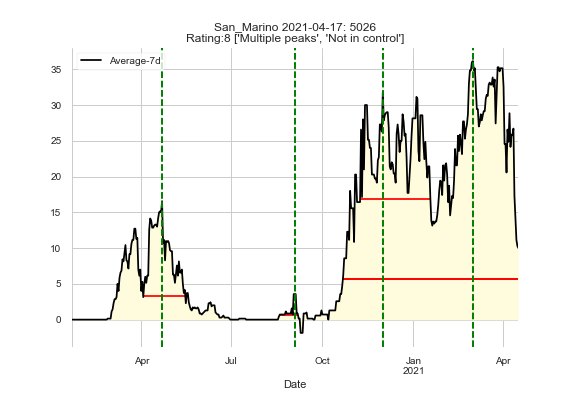 San_Marino 2021-04-17: 5026
Rating:8 ['Multiple peaks', 'Not in control']
Average-7d
35
30
25
20
15
10
5
0
Apr
Jul
Oct
Jan
2021
Apr
Date